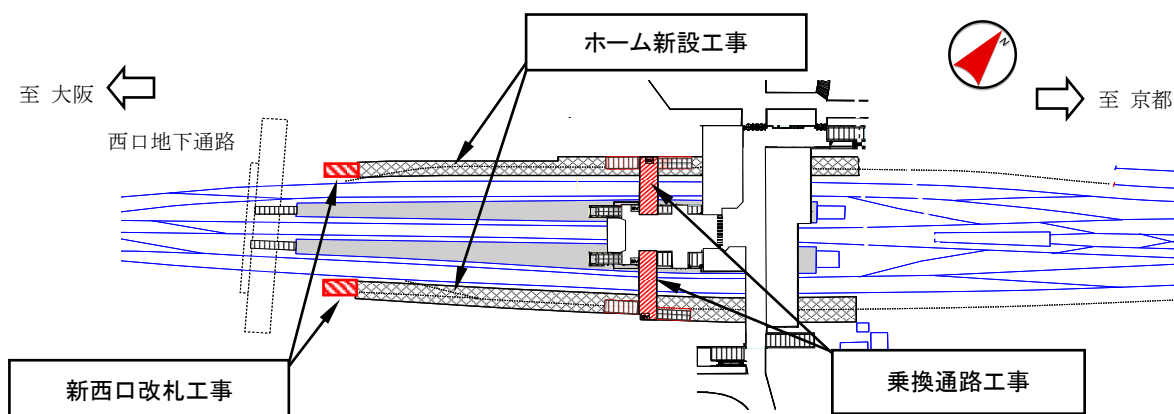 ホーム新設工事
N
至 大阪
至 京都
西口地下通路
新西口改札工事
乗換通路工事